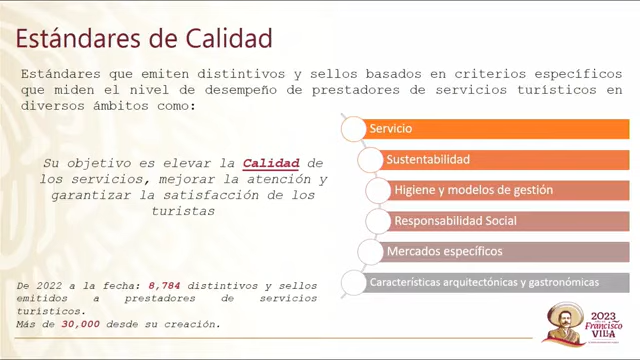 Estándares de Calidad
Estándares que emiten distintivos y sellos basados en criterios específicos
que miden el nivel de desempeño de prestadores de servicios turísticos en
diversos ámbitos como:
Su objetivo es elevar la Calidad de
los servicios, mejorar la atención y
garantizar la satisfacción de los
turistas
Servicio
Sustentabilidad
Higiene y modelos de gestión
Responsabilidad Social
Mercados específicos
Características arquitectónicas y gastronómicas
De 2022 a la fecha: 8,784 distintivos y sellos
emitidos a prestadores de servicios
turisticos.
Más de 30,000 desde su creación.
2023
Francisco
VILLA